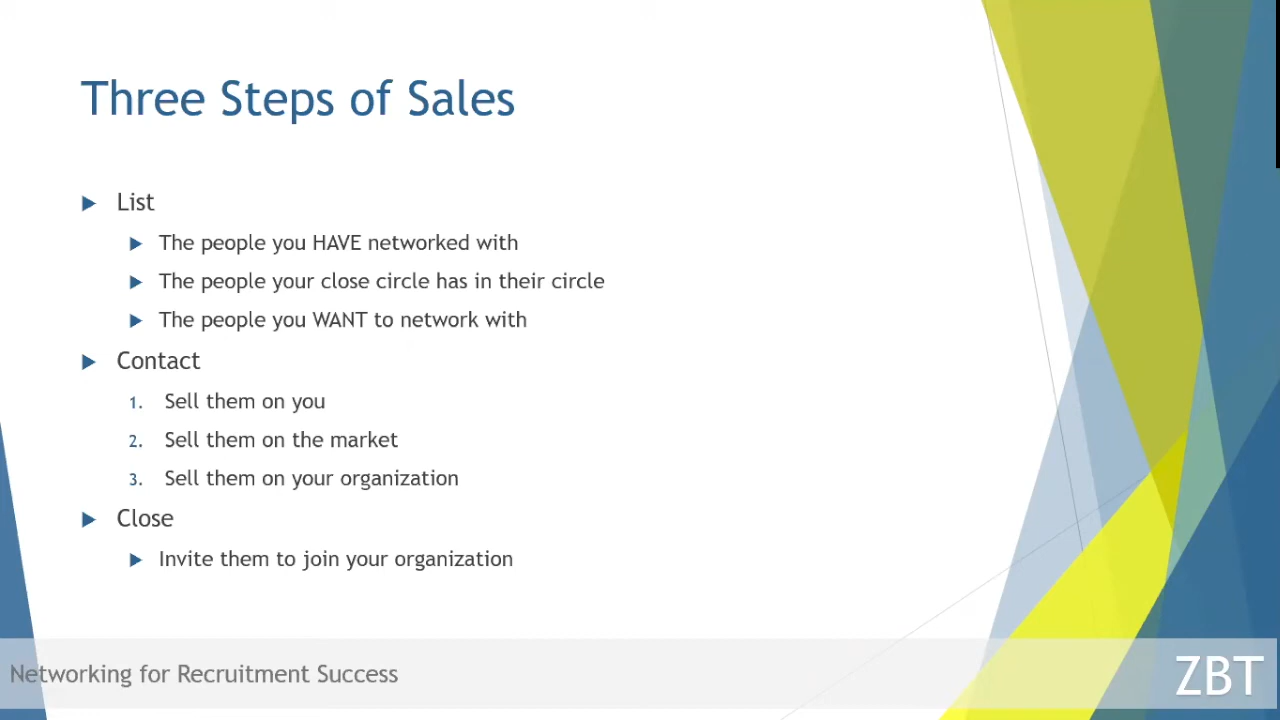 Three Steps of Sales
List
The people you HAVE networked with
The people your close circle has in their circle
The people you WANT to network with
Contact
1. Sell them on you
2. Sell them on the market
3. Sell them on your organization
Close
Invite them to join your organization
Networking for Recruitment Success
ZBT